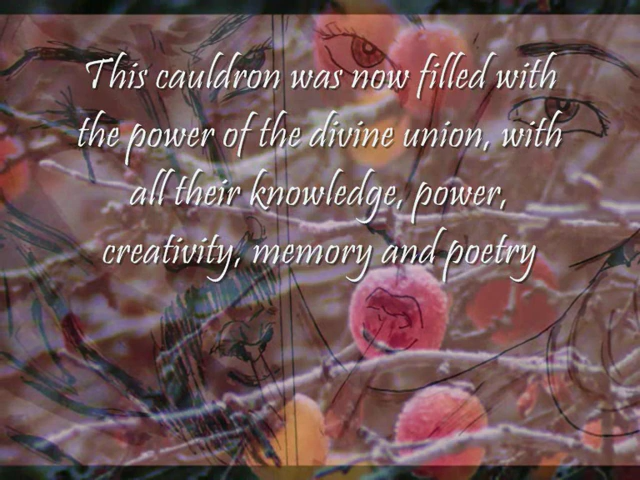 This cauldron was now filled with
the power of the divine union, with
all their knowledge, power,
creativity, memory and poetry